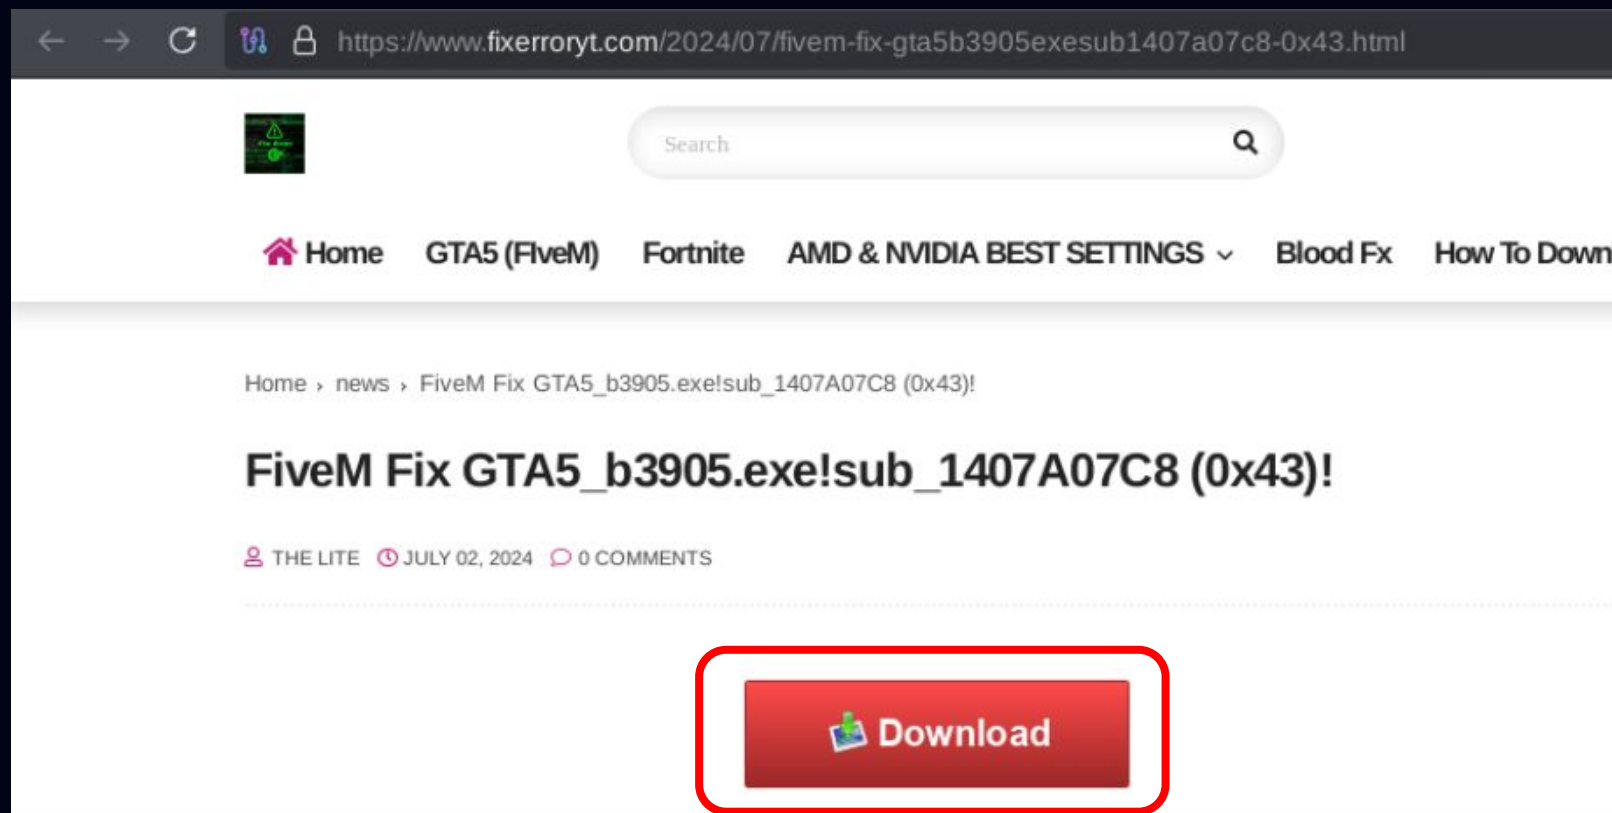 https://www.fixerroryt.com/2024/07/fivem-fix-gta5b3905exesub1407a07c8-0x43.html
Search
Home GTA5 (FIveM) Fortnite AMD & NVIDIA BEST SETTINGS Blood Fx How To Down
Home › news › FiveM Fix GTA5_b3905.exe!sub_1407A07C8 (0x43)!
FiveM Fix GTA5_b3905.exe!sub_1407A07C8 (0x43)!
THE LITE JULY 02, 2024 0 COMMENTS
Download